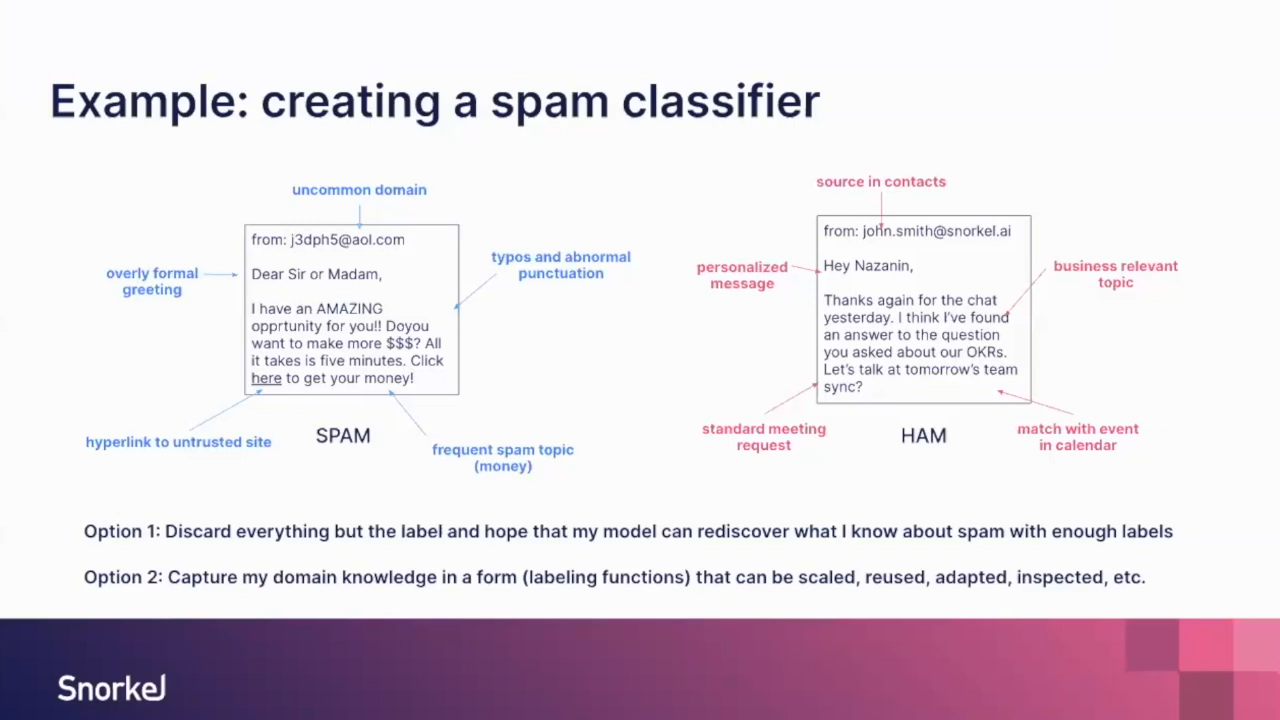 Example: creating a spam classifier
uncommon domain
from: j3dph5@aol.com
overly formal
greeting
Dear Sir or Madam,
typos and abnormal
punctuation
I have an AMAZING
opprtunity for you!! Doyou
want to make more $$$? All
it takes is five minutes. Click
here to get your money!
hyperlink to untrusted site
SPAM
frequent spam topic
(money)
source in contacts
from: john.smith@snorkel.ai
personalized
message
Hey Nazanin,
business relevant
topic
Thanks again for the chat
yesterday. I think I've found
an answer to the question
you asked about our OKRs.
Let's talk at tomorrow's team
sync?
standard meeting
request
HAM
match with event
in calendar
Option 1: Discard everything but the label and hope that my model can rediscover what I know about spam with enough labels
Option 2: Capture my domain knowledge in a form (labeling functions) that can be scaled, reused, adapted, inspected, etc.
Snorkel